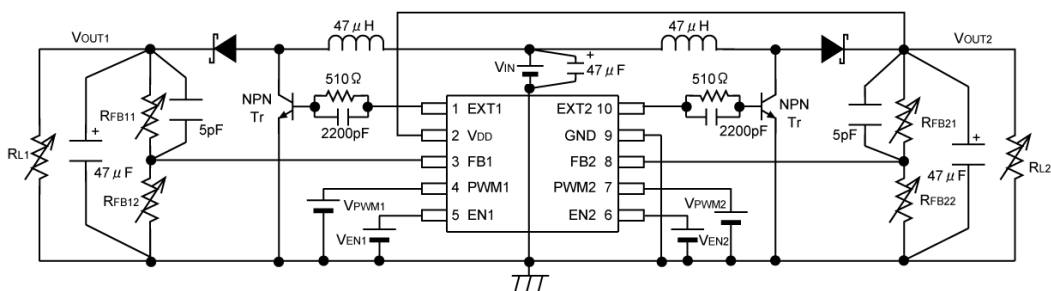 47μH
47μH
VOUT1
VOUT2
VIN
+
47μF
510Ω
510Ω
NPN
Tr
2200pF
NPN
Tr
2200pF
RFB11
5pF
RFB21
5pF
+
47μF
+
47μF
RL1
RL2
RFB12
RFB22
1 EXT1
EXT2 10
2 VDD
GND 9
3 FB1
FB2 8
4 PWM1
PWM2 7
5 EN1
EN2 6
VPWM1
VPWM2
VEN1
VEN2